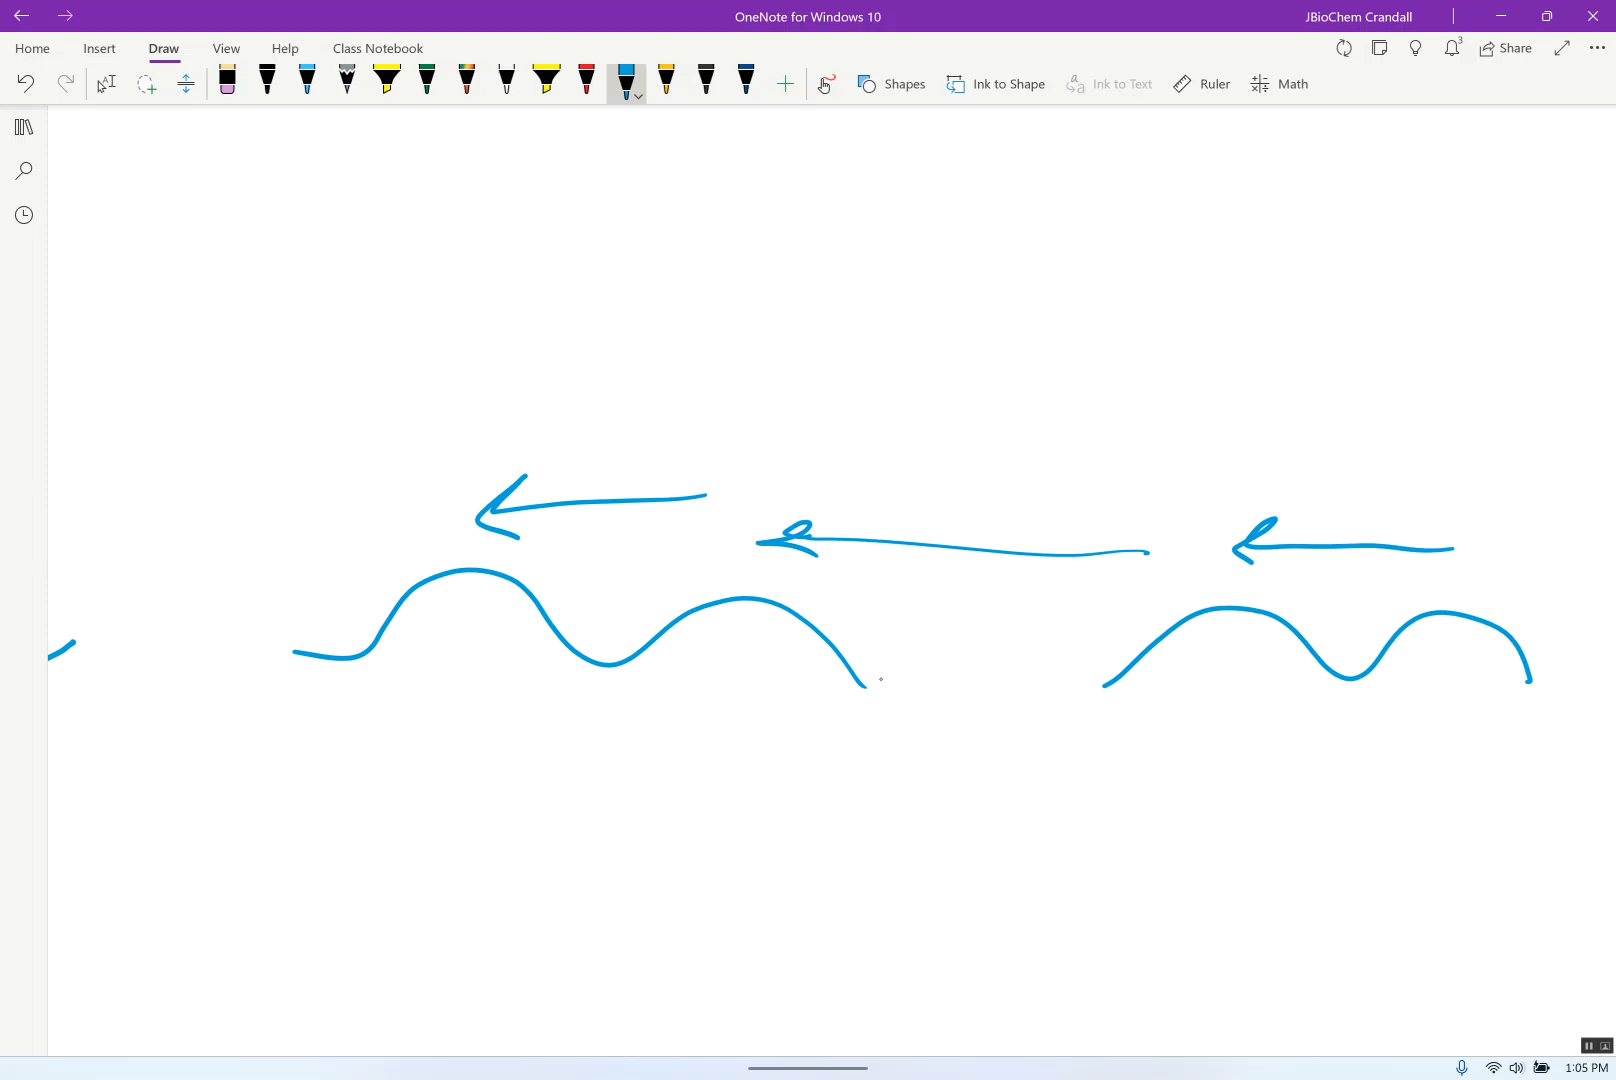 OneNote for Windows 10
JBioChem Crandall
Home Insert Draw View Help Class Notebook
3
Share
Shapes Ink to Shape Ink to Text Ruler Math
1:05 PM